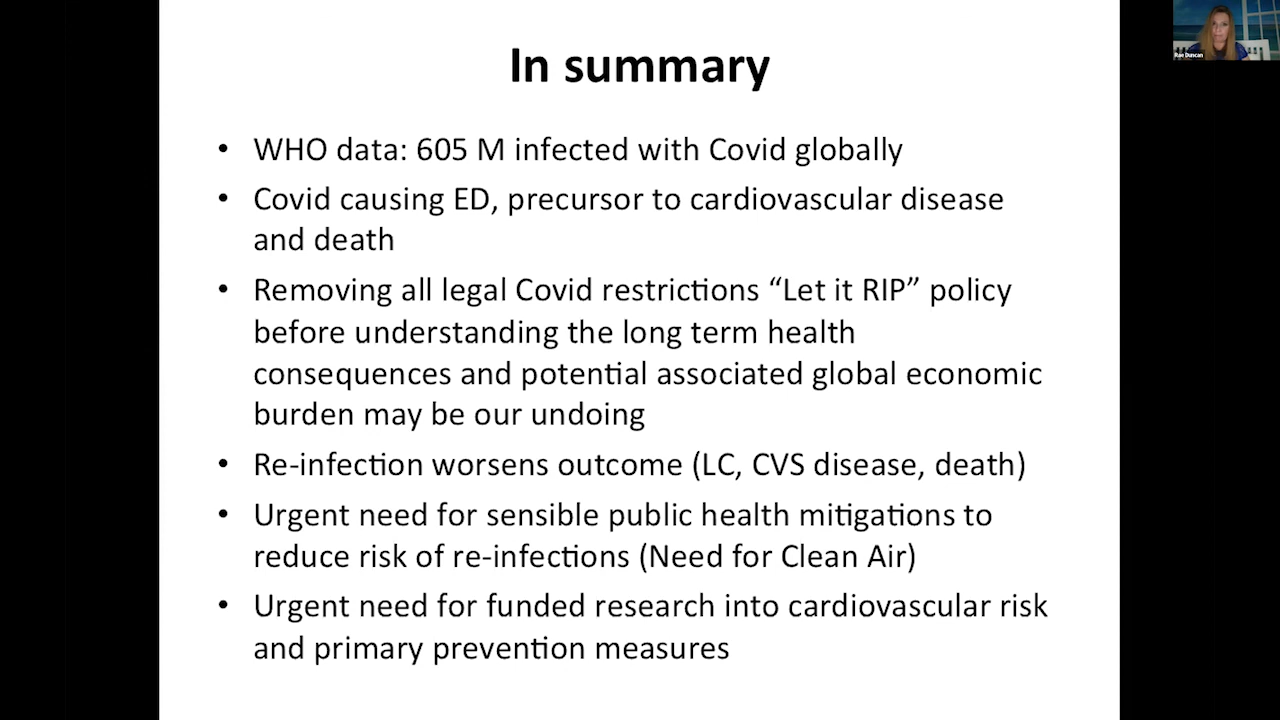 In summary
Rae Duncan
• WHO data: 605 M infected with Covid globally
• Covid causing ED, precursor to cardiovascular disease
and death
• Removing all legal Covid restrictions “Let it RIP” policy
before understanding the long term health
consequences and potential associated global economic
burden may be our undoing
• Re-infection worsens outcome (LC, CVS disease, death)
• Urgent need for sensible public health mitigations to
reduce risk of re-infections (Need for Clean Air)
• Urgent need for funded research into cardiovascular risk
and primary prevention measures